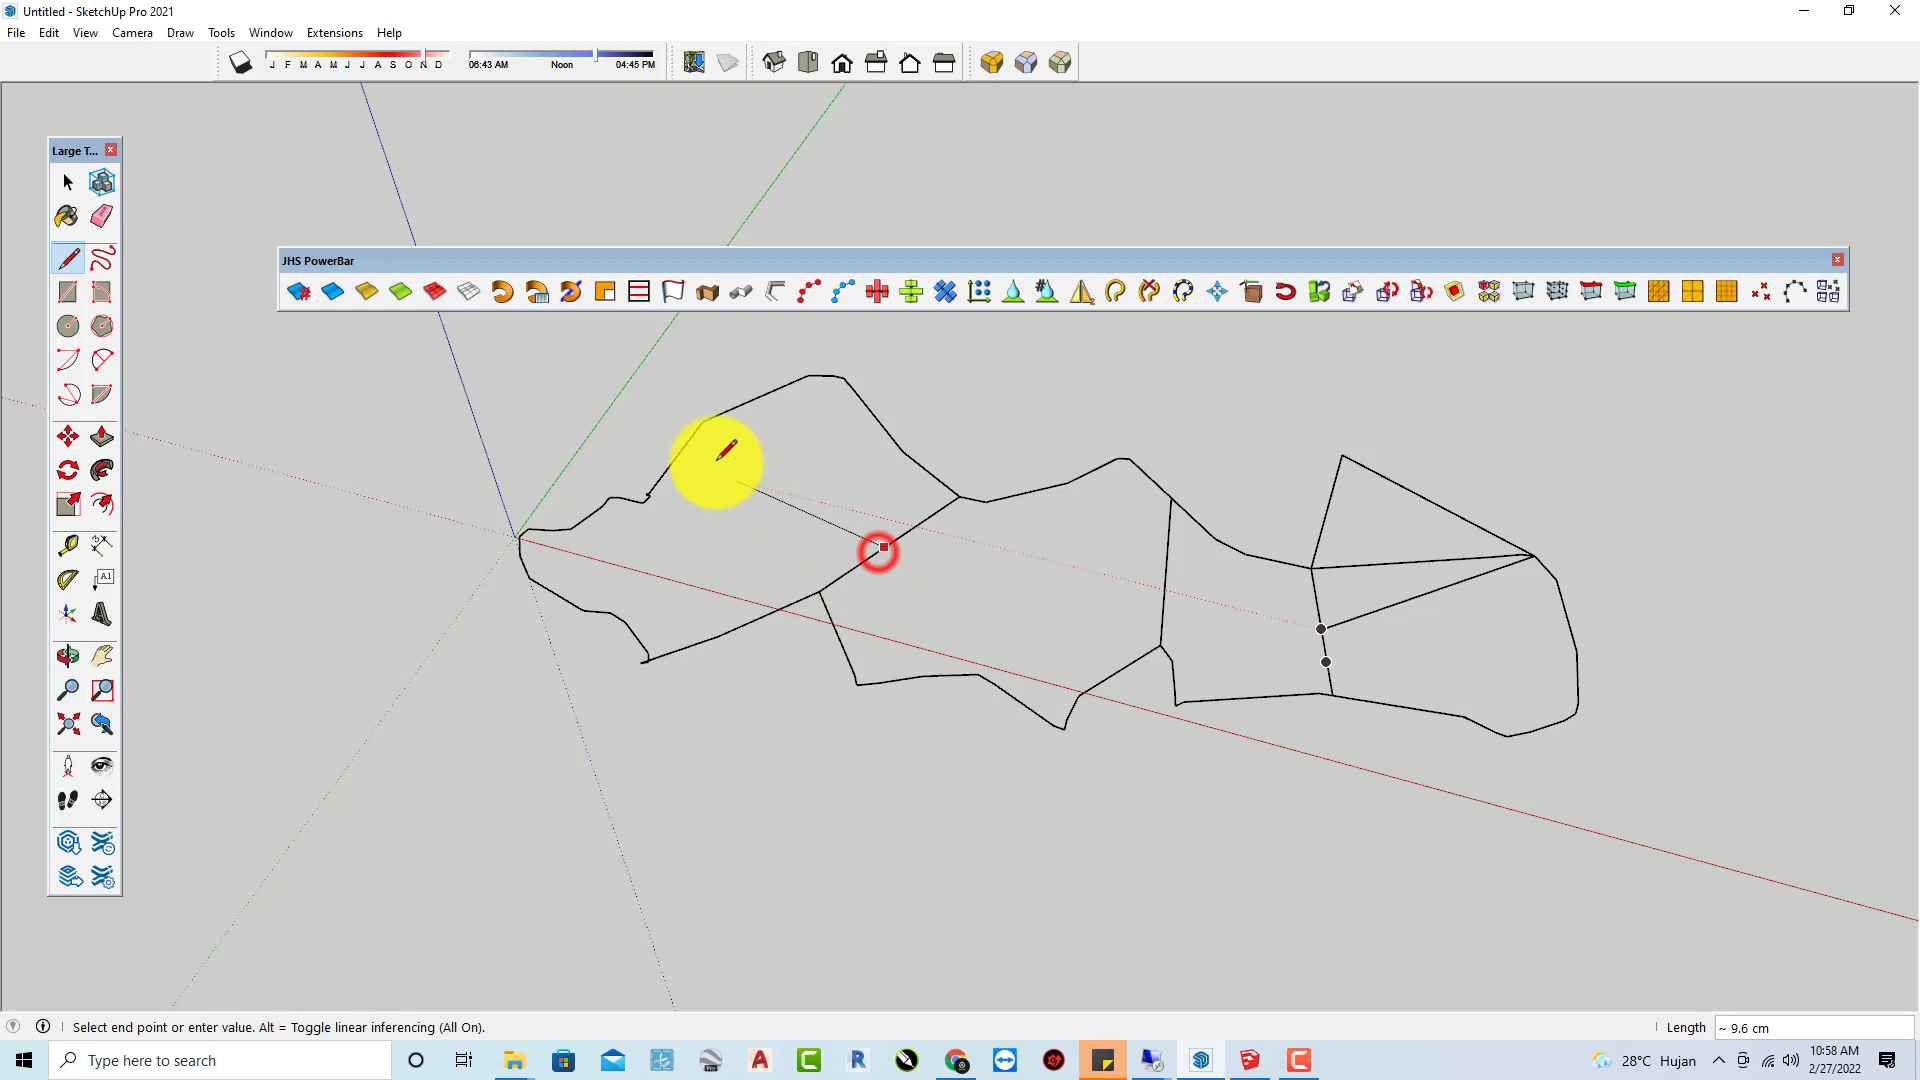 Untitled - SketchUp Pro 2021
File Edit View Camera Draw Tools Window Extensions Help
J F M A M J J A S O N D
06:43 AM Noon 04:45 PM
Large T...
JHS PowerBar
A1
Select end point or enter value. Alt = Toggle linear inferencing (All On).
Length ~ 9.6 cm
Type here to search
28°C Hujan
10:58 AM
2/27/2022